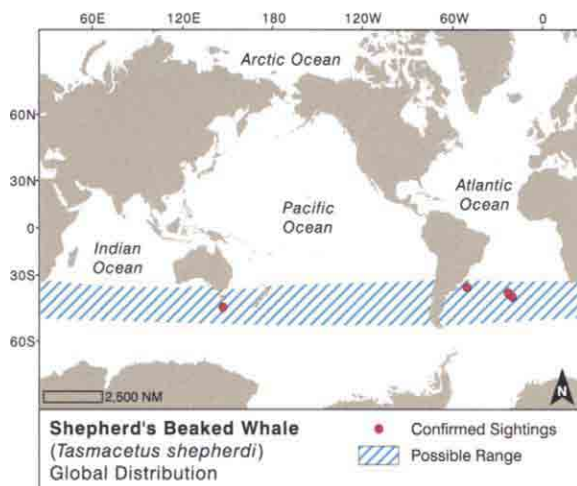 60E
120E
180
120W
60W
0
Arctic Ocean
60N
30N
Atlantic
Ocean
Pacific
Ocean
0
Indian
Ocean
30S
60S
2,500 NM
N
Shepherd's Beaked Whale
(Tasmacetus shepherdi)
Global Distribution
Confirmed Sightings
Possible Range